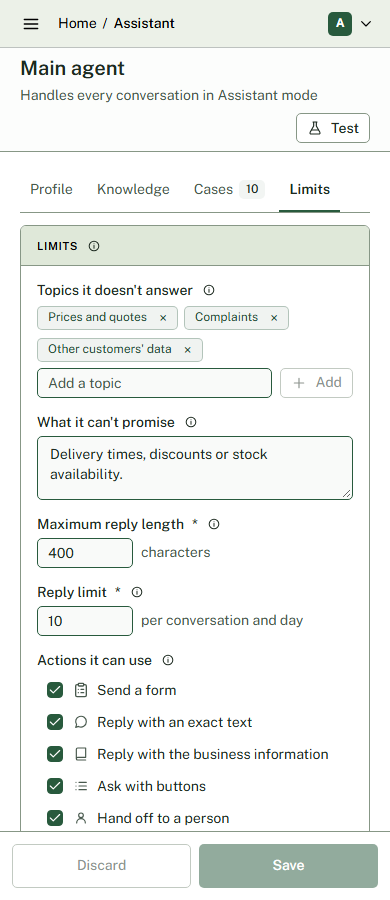 Home / Assistant
A
Main agent
Handles every conversation in Assistant mode
Test
Profile Knowledge Cases 10 Limits
LIMITS
Topics it doesn't answer
Prices and quotes × Complaints ×
Other customers' data ×
Add a topic + Add
What it can't promise
Delivery times, discounts or stock
availability.
Maximum reply length *
400 characters
Reply limit *
10 per conversation and day
Actions it can use
Send a form
Reply with an exact text
Reply with the business information
Ask with buttons
Hand off to a person
Discard Save